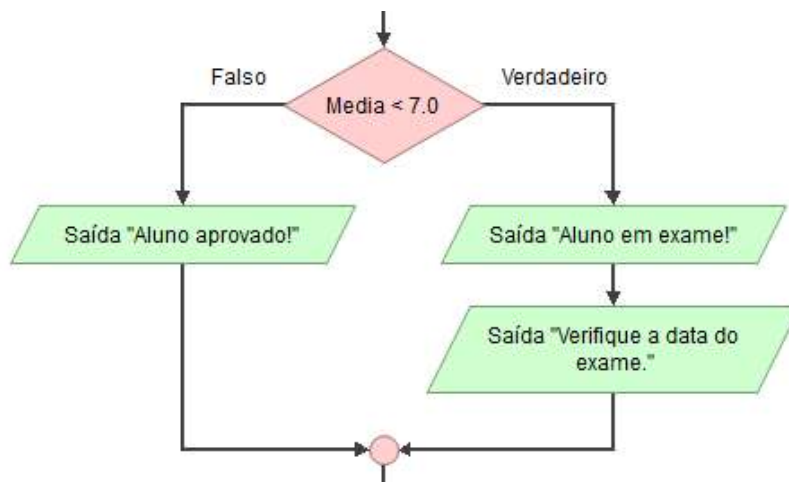 Falso
Verdadeiro
Media < 7.0
Saída "Aluno aprovado!"
Saída "Aluno em exame!"
Saída "Verifique a data do
exame."